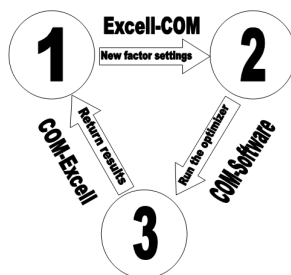 Excell-COM
1
New factor settings
2
COM-Excell
Return results
Run the optimizer
COM-Software
3